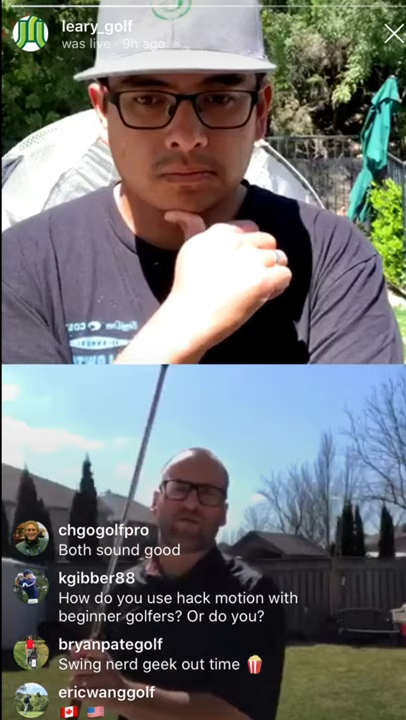 leary_golf
was live · 9h ago
chgogolfpro
Both sound good
kgibber88
How do you use hack motion with
beginner golfers? Or do you?
bryanpategolf
Swing nerd geek out time 🍿
ericwanggolf
🇨🇦 🇺🇸